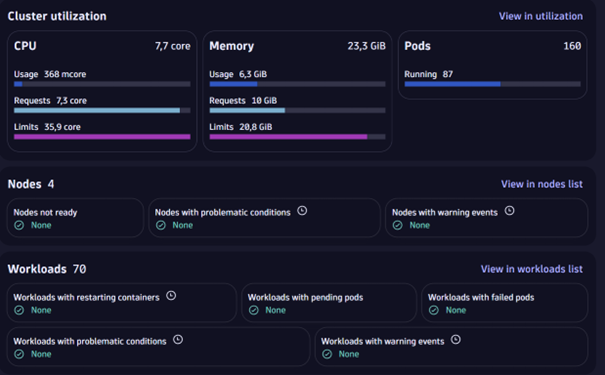 Cluster utilization View in utilization
CPU 7,7 core
Usage 368 mcore
Requests 7,3 core
Limits 35,9 core
Memory 23,3 GiB
Usage 6,3 GiB
Requests 10 GiB
Limits 20,8 GiB
Pods 160
Running 87
Nodes 4 View in nodes list
Nodes not ready
None
Nodes with problematic conditions
None
Nodes with warning events
None
Workloads 70 View in workloads list
Workloads with restarting containers
None
Workloads with pending pods
None
Workloads with failed pods
None
Workloads with problematic conditions
None
Workloads with warning events
None